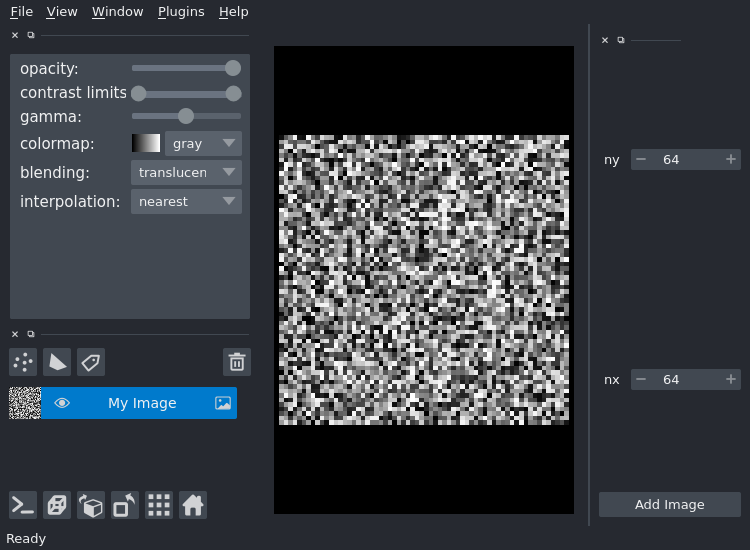 File View Window Plugins Help
opacity:
contrast limits
gamma:
colormap: gray
blending: translucen
interpolation: nearest
My Image
ny 64
nx 64
Add Image
Ready